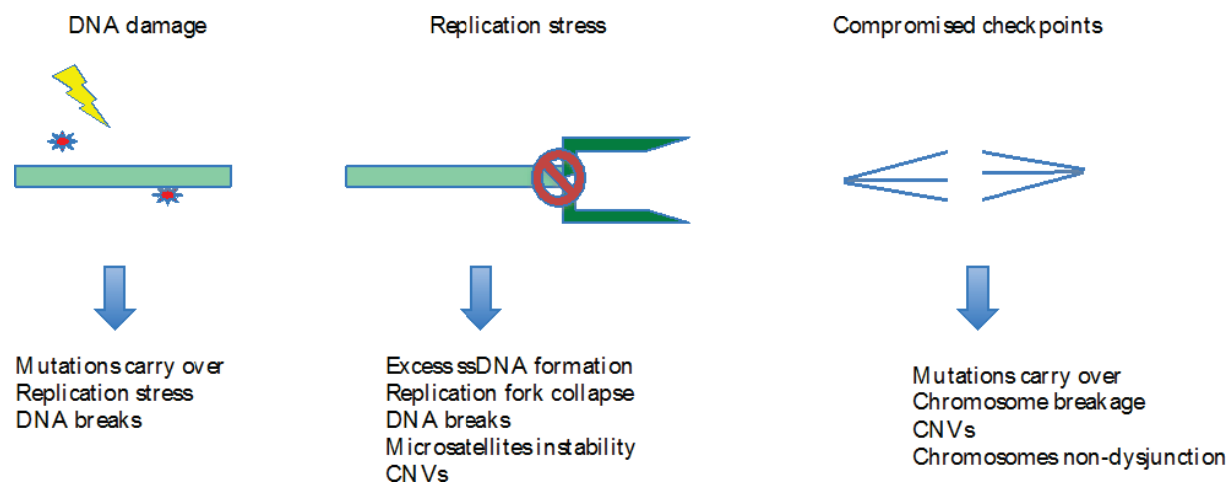 DNA damage
Replication stress
Compromised checkpoints
Mutations carry over
Replication stress
DNA breaks
Excess ssDNA formation
Replication fork collapse
DNA breaks
Microsatellites instability
CNVs
Mutations carry over
Chromosome breakage
CNVs
Chromosomes non-dysjunction